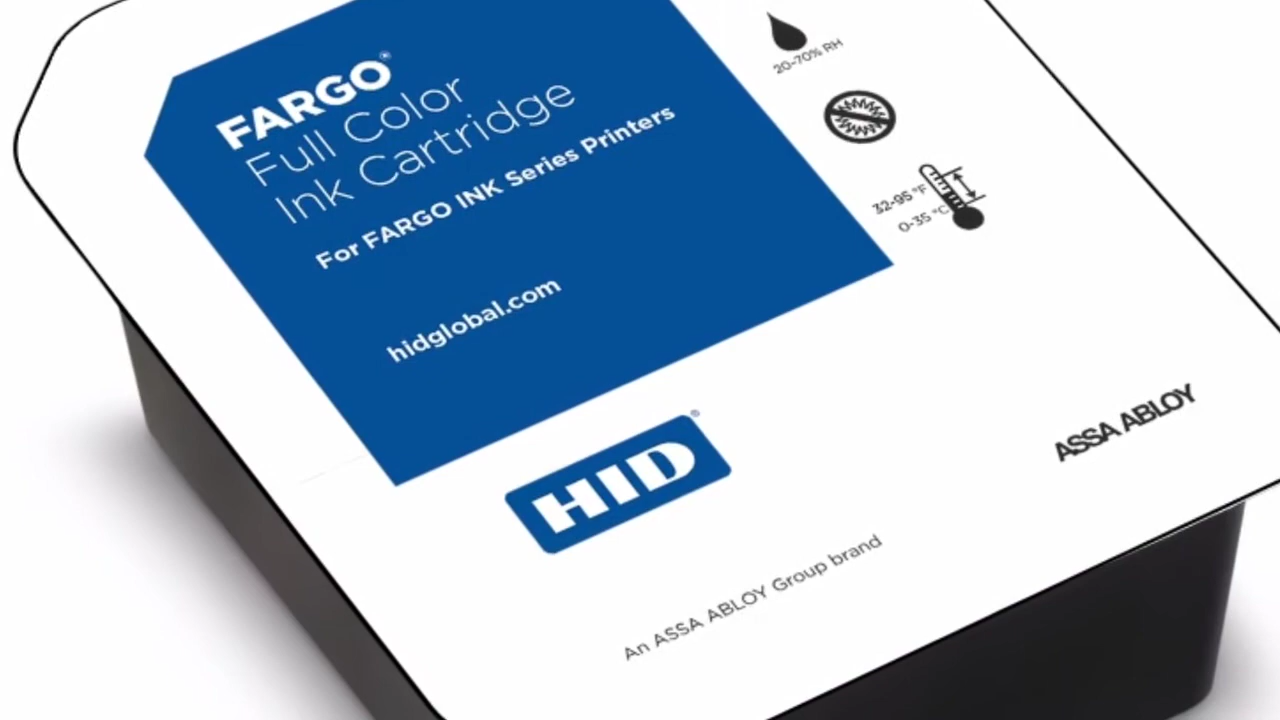 FARGO®
Full Color
Ink Cartridge
For FARGO INK Series Printers
hidglobal.com
20-70% RH
32-95 °F
0-35 °C
HID®
ASSA ABLOY
An ASSA ABLOY Group brand